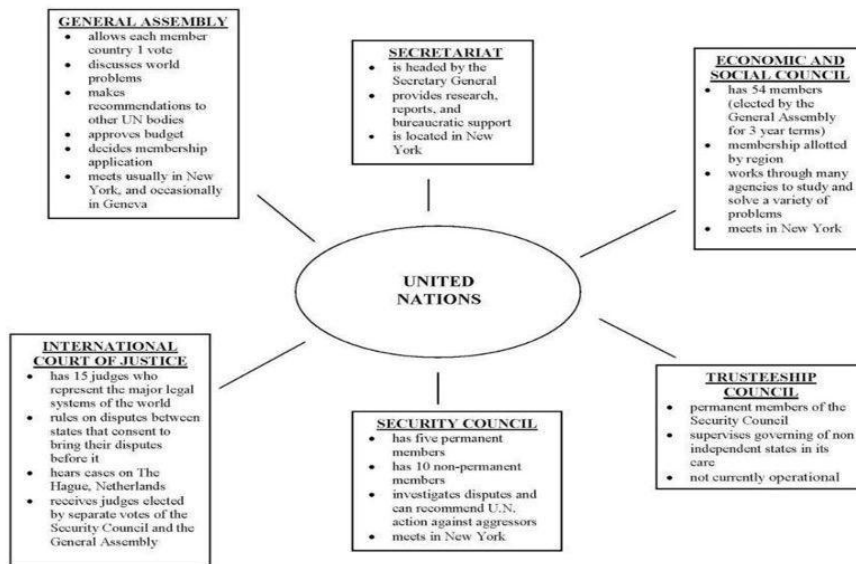 GENERAL ASSEMBLY
• allows each member
country 1 vote
• discusses world
problems
• makes
recommendations to
other UN bodies
• approves budget
• decides membership
application
• meets usually in New
York, and occasionally
in Geneva
SECRETARIAT
• is headed by the
Secretary General
• provides research,
reports, and
bureaucratic support
• is located in New
York
ECONOMIC AND
SOCIAL COUNCIL
• has 54 members
(elected by the
General Assembly
for 3 year terms)
• membership allotted
by region
• works through many
agencies to study and
solve a variety of
problems
• meets in New York
UNITED
NATIONS
INTERNATIONAL
COURT OF JUSTICE
• has 15 judges who
represent the major legal
systems of the world
• rules on disputes between
states that consent to
bring their disputes
before it
• hears cases on The
Hague, Netherlands
• receives judges elected
by separate votes of the
Security Council and the
General Assembly
SECURITY COUNCIL
• has five permanent
members
• has 10 non-permanent
members
• investigates disputes and
can recommend U.N.
action against aggressors
• meets in New York
TRUSTEESHIP
COUNCIL
• permanent members of the
Security Council
• supervises governing of non
independent states in its
care
• not currently operational